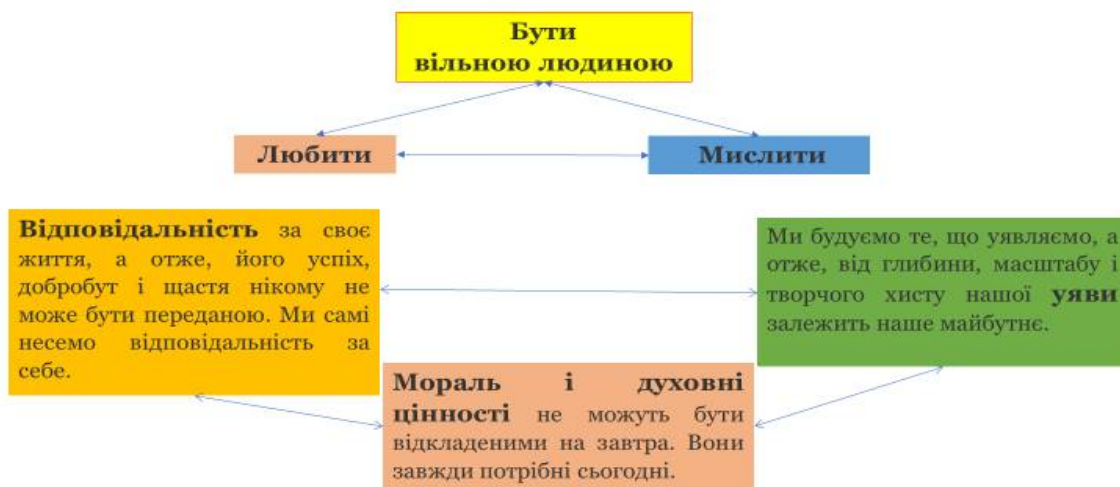 Бути
вільною людиною
Любити
Мислити
Відповідальність за своє
життя, а отже, його успіх,
добробут і щастя нікому не
може бути переданою. Ми самі
несемо відповідальність за
себе.
Ми будуємо те, що уявляємо, а
отже, від глибини, масштабу і
творчого хисту нашої уяви
залежить наше майбутнє.
Мораль і духовні
цінності не можуть бути
відкладеними на завтра. Вони
завжди потрібні сьогодні.